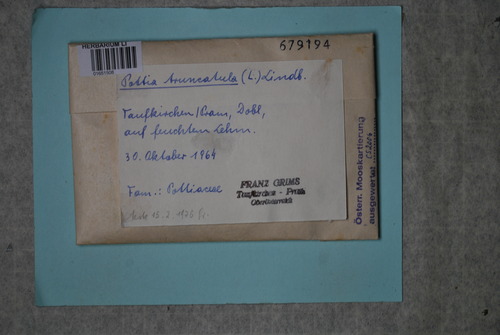 HERBARIUM LI
679194
Pottia truncatula (L.) Lindb.
Taufkirchen/Pram, Dobl,
auf feuchtem Lehm.
30. Oktober 1964
Fam.: Pottiaceae
FRANZ GRIMS
Taufkirchen - Pram
Oberösterreich
Österr. Mooskartierung
ausgewertet